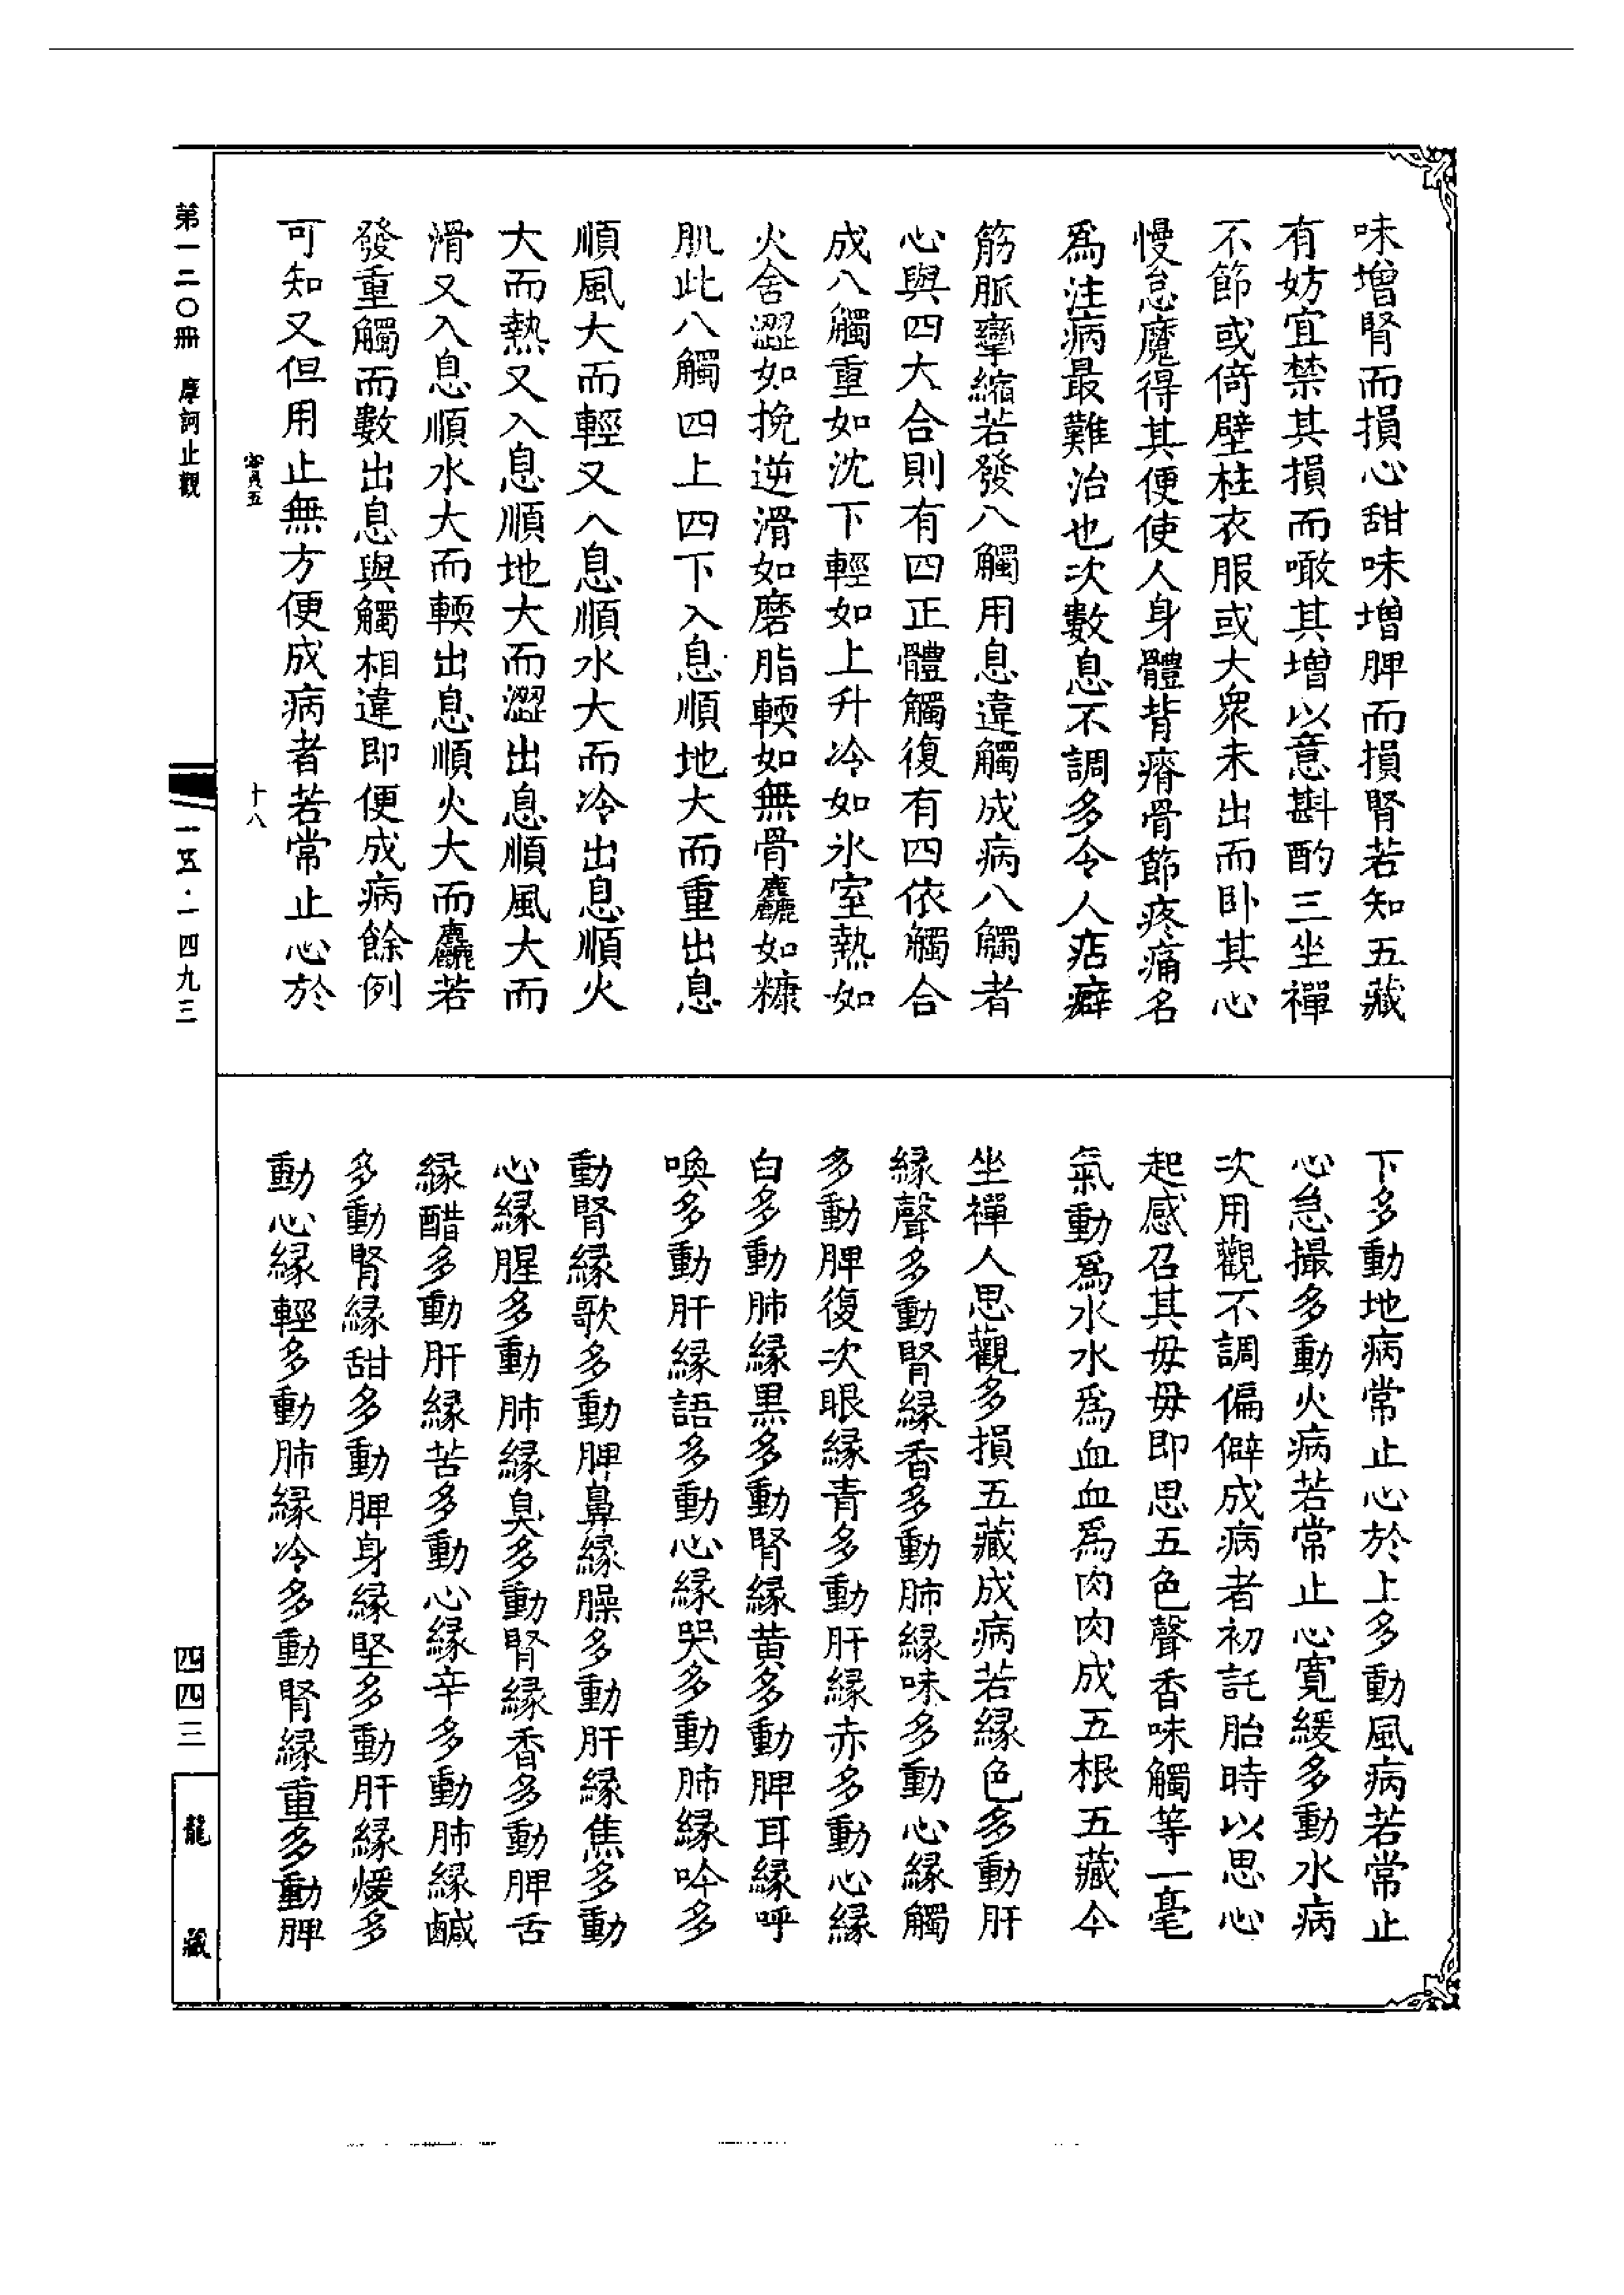 味增腎而損心甜味增脾而損腎若知五藏
有妨宜禁其損而噉其增以意斟酌三坐禪
不節或倚壁柱衣服或大衆未出而卧其心
慢怠魔得其便使人身體背瘠骨節疼痛名
爲注病最難治也次數息不調多令人痁癖
筋脈攣縮若發八觸用息違觸成病八觸者
心與四大合則有四正體觸復有四依觸合
成八觸重如沈下輕如上升冷如氷室熱如
火舍澀如挽逆滑如磨脂輭如無骨麤如糠
肌此八觸四上四下入息順地大而重出息
順風大而輕又入息順水大而冷出息順火
大而熱又入息順地大而澀出息順風大而
滑又入息順水大而輭出息順火大而麤若
發重觸而數出息與觸相違即便成病餘例
可知又但用止無方便成病者若常止心於
下多動地病常止心於上多動風病若常止
心急撮多動火病若常止心寬緩多動水病
次用觀不調偏僻成病者初託胎時以思心
起感召其毋毋即思五色聲香味觸等一毫
氣動爲水水爲血血爲肉肉成五根五藏今
坐禪人思觀多損五藏成病若緣色多動肝
緣聲多動腎緣香多動肺緣味多動心緣觸
多動脾復次眼緣青多動肝緣赤多動心緣
白多動肺緣黒多動腎緣黄多動脾耳緣呼
喚多動肝緣語多動心緣哭多動肺緣吟多
動腎緣歌多動脾鼻緣臊多動肝緣焦多動
心緣腥多動肺緣臭多動腎緣香多動脾舌
緣醋多動肝緣苦多動心緣辛多動肺緣鹹
多動腎緣甜多動脾身緣堅多動肝緣煖多
動心緣輕多動肺緣冷多動腎緣重多動脾
十八
第一二〇册 摩訶止觀
一五·一四九三
四四三
龍藏